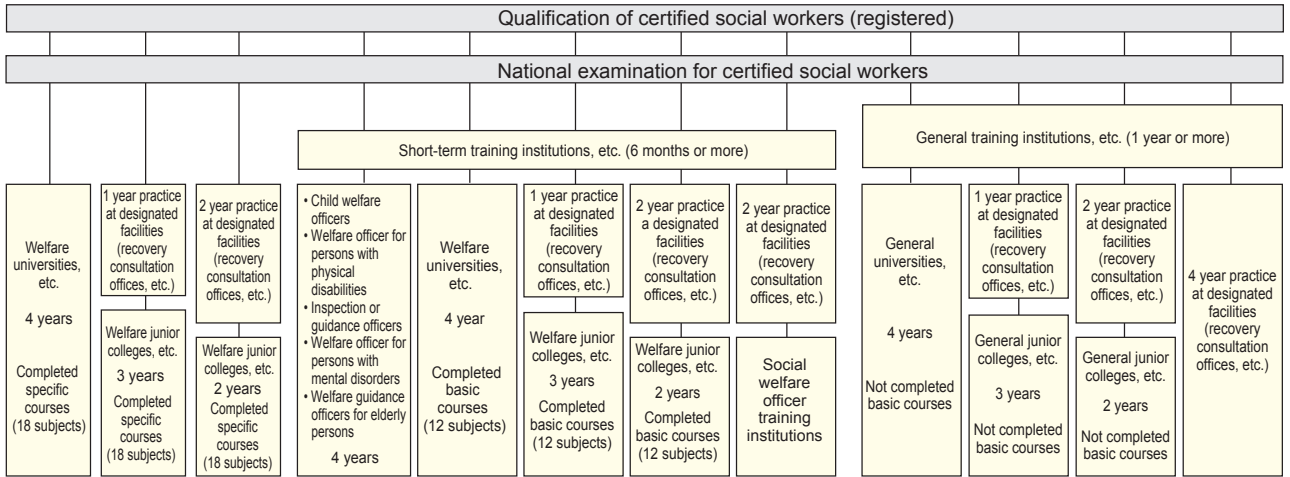 Qualification of certified social workers (registered)
National examination for certified social workers
Short-term training institutions, etc. (6 months or more)
General training institutions, etc. (1 year or more)
Welfare
universities,
etc.
4 years
Completed
specific
courses
(18 subjects)
1 year practice
at designated
facilities
(recovery
consultation
offices, etc.)
Welfare junior
colleges, etc.
3 years
Completed
specific
courses
(18 subjects)
2 year practice
at designated
facilities
(recovery
consultation
offices, etc.)
Welfare junior
colleges, etc.
2 years
Completed
specific
courses
(18 subjects)
• Child welfare
officers
• Welfare officer for
persons with
physical
disabilities
• Inspection or
guidance officers
• Welfare officer for
persons with
mental disorders
• Welfare guidance
officers for elderly
persons
4 years
Welfare
universities,
etc.
4 year
Completed
basic
courses
(12 subjects)
1 year practice
at designated
facilities
(recovery
consultation
offices, etc.)
Welfare junior
colleges, etc.
3 years
Completed
basic courses
(12 subjects)
2 year practice
a designated
facilities
(recovery
consultation
offices, etc.)
Welfare junior
colleges, etc.
2 years
Completed
basic courses
(12 subjects)
2 year practice
at designated
facilities
(recovery
consultation
offices, etc.)
Social
welfare
officer
training
institutions
General
universities,
etc.
4 years
Not completed
basic courses
1 year practice
at designated
facilities
(recovery
consultation
offices, etc.)
General junior
colleges, etc.
3 years
Not completed
basic courses
2 year practice
at designated
facilities
(recovery
consultation
offices, etc.)
General junior
colleges, etc.
2 years
Not completed
basic courses
4 year practice
at designated
facilities
(recovery
consultation
offices, etc.)